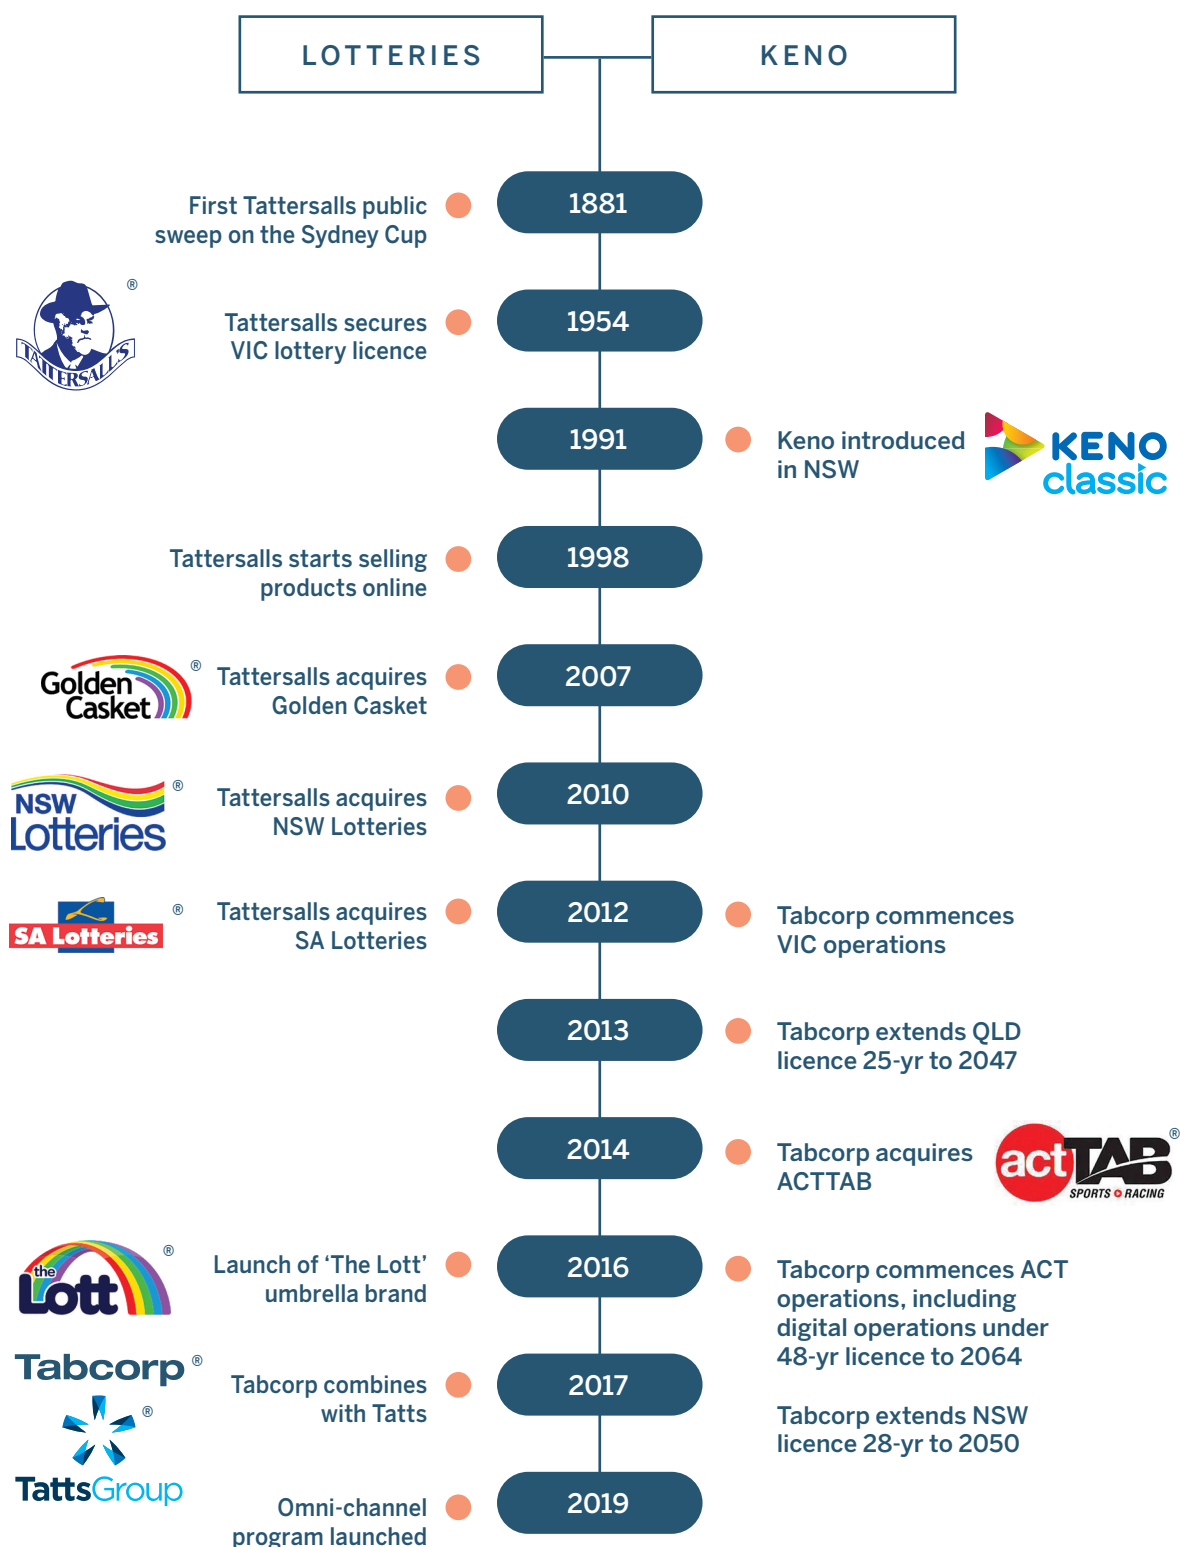 LOTTERIES
KENO
1881
First Tattersalls public
sweep on the Sydney Cup
®
TATTERSALL'S
1954
Tattersalls secures
VIC lottery licence
1991
Keno introduced
in NSW
KENO
classic
1998
Tattersalls starts selling
products online
Golden
Casket
®
Tattersalls acquires
Golden Casket
2007
NSW
Lotteries
®
Tattersalls acquires
NSW Lotteries
2010
SA Lotteries
®
Tattersalls acquires
SA Lotteries
2012
Tabcorp commences
VIC operations
2013
Tabcorp extends QLD
licence 25-yr to 2047
2014
Tabcorp acquires
ACTTAB
actTAB
®
SPORTS RACING
the
Lott
®
Launch of ‘The Lott’
umbrella brand
2016
Tabcorp commences ACT
operations, including
digital operations under
48-yr licence to 2064
Tabcorp extends NSW
licence 28-yr to 2050
Tabcorp ®
®
TattsGroup
Tabcorp combines
with Tatts
2017
Omni-channel
program launched
2019